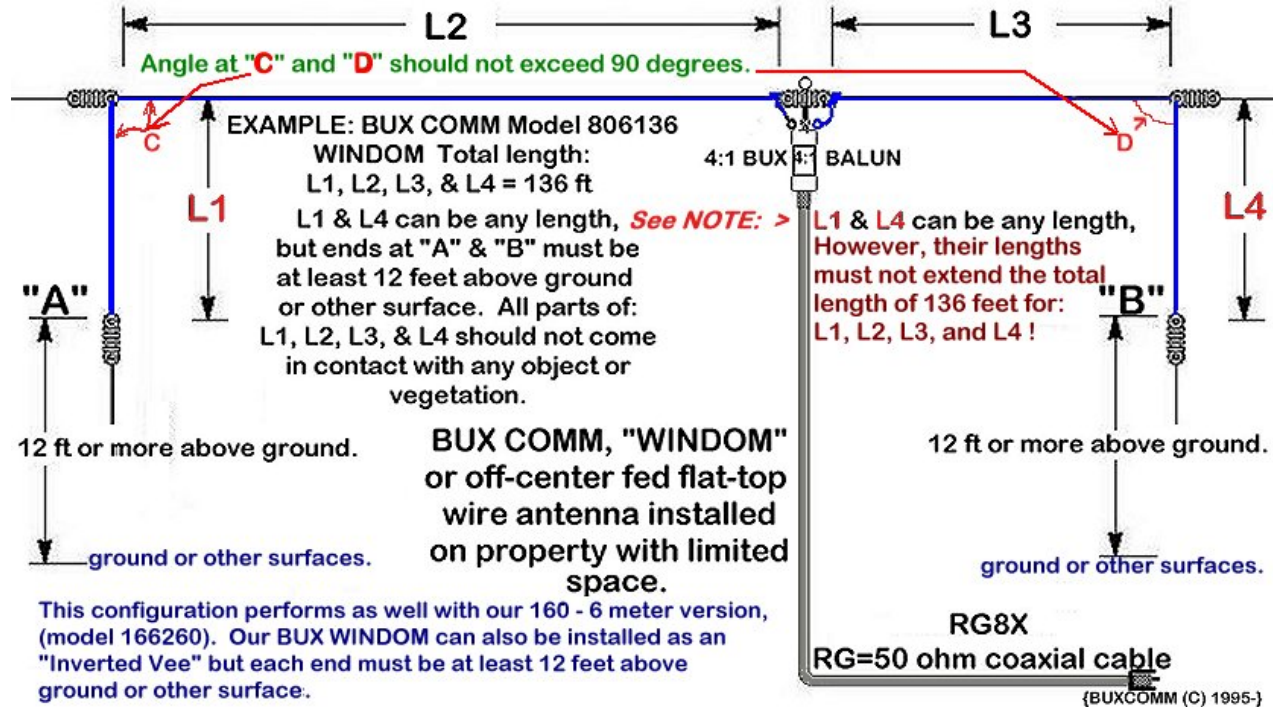 L2
L3
Angle at "C" and "D" should not exceed 90 degrees.
C
D
EXAMPLE: BUX COMM Model 806136
WINDOM Total length:
L1, L2, L3, & L4 = 136 ft
L1 & L4 can be any length,
but ends at "A" & "B" must be
at least 12 feet above ground
or other surface. All parts of:
L1, L2, L3, & L4 should not come
in contact with any object or
vegetation.
4:1 BUX 4:1 BALUN
See NOTE: >
L1 & L4 can be any length,
However, their lengths
must not extend the total
length of 136 feet for:
L1, L2, L3, and L4 !
L1
L4
"A"
"B"
12 ft or more above ground.
12 ft or more above ground.
BUX COMM, "WINDOM"
or off-center fed flat-top
wire antenna installed
on property with limited
space.
ground or other surfaces.
ground or other surfaces.
This configuration performs as well with our 160 - 6 meter version,
(model 166260). Our BUX WINDOM can also be installed as an
"Inverted Vee" but each end must be at least 12 feet above
ground or other surface.
RG8X
RG=50 ohm coaxial cable
{BUXCOMM (C) 1995-}